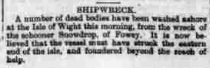 SHIPWRECK.
A number of dead bodies have been washed ashore
at the Isle of Wight this morning, from the wreck of
the schooner Snowdrop, of Fowey. It is now be-
lieved that the vessel must have struck the eastern
end of the isle, and foundered beyond the reach of
help.